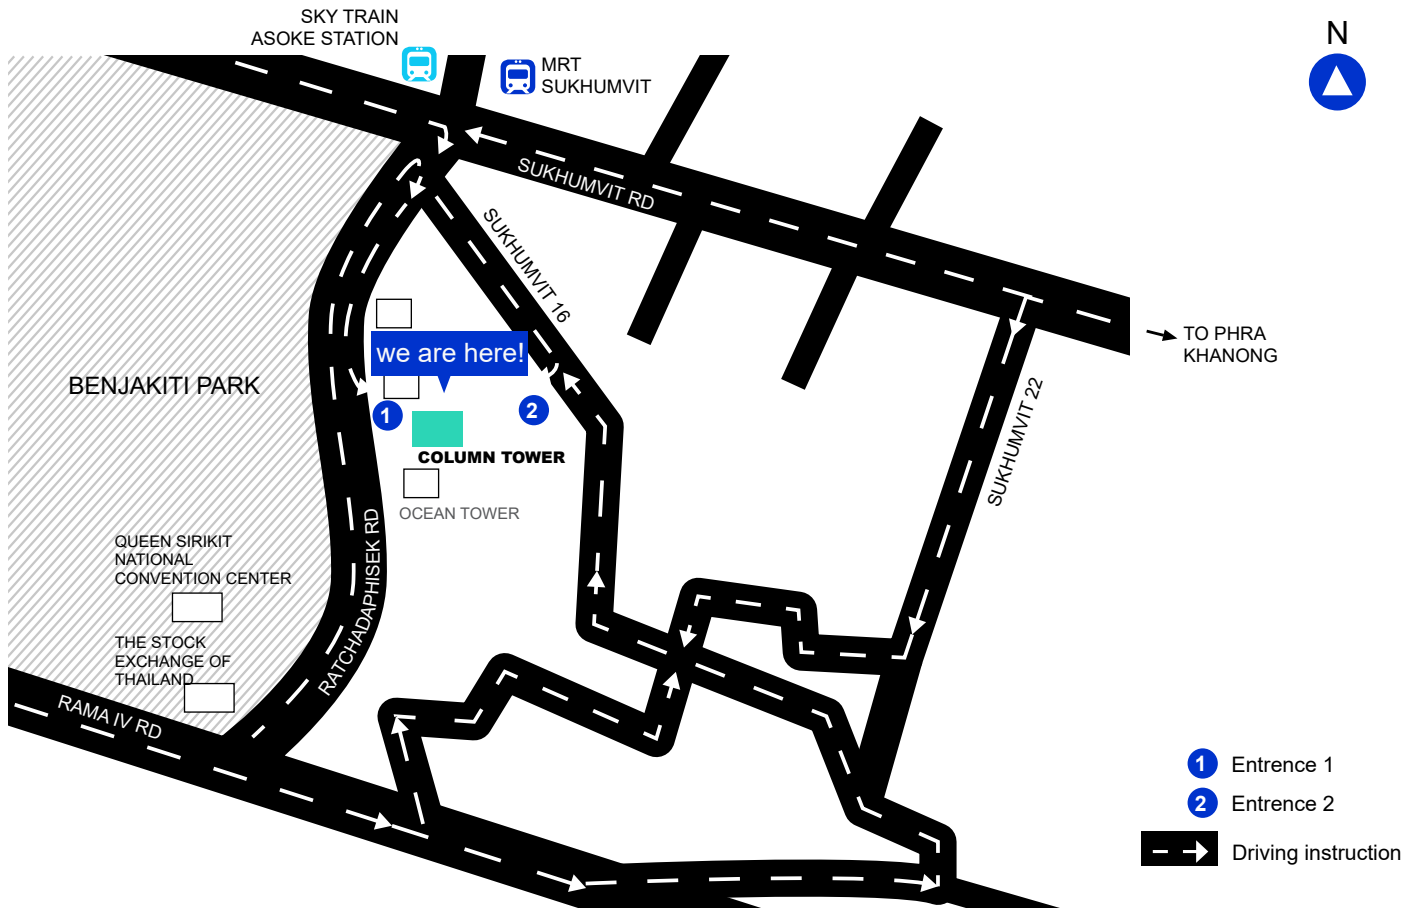 SKY TRAIN
ASOKE STATION
MRT
SUKHUMVIT
N
SUKHUMVIT RD
SUKHUMVIT 16
TO PHRA
KHANONG
we are here!
BENJAKITI PARK
1
2
SUKHUMVIT 22
COLUMN TOWER
OCEAN TOWER
RATCHADAPHISEK RD
QUEEN SIRIKIT
NATIONAL
CONVENTION CENTER
THE STOCK
EXCHANGE OF
THAILAND
RAMA IV RD
1 Entrence 1
2 Entrence 2
Driving instruction